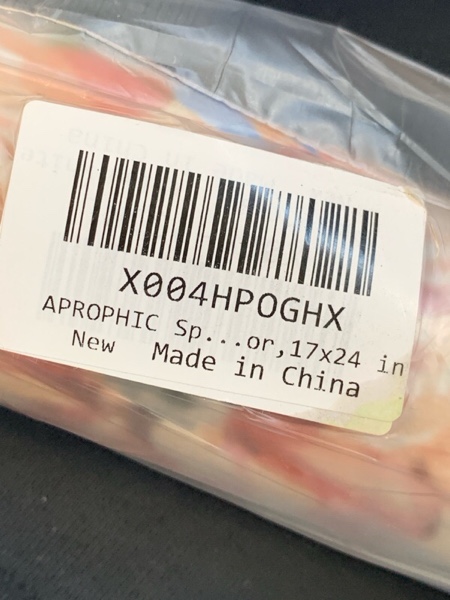 X004HPOGHX
APROPHIC Sp...or,17x24 in
New Made in China